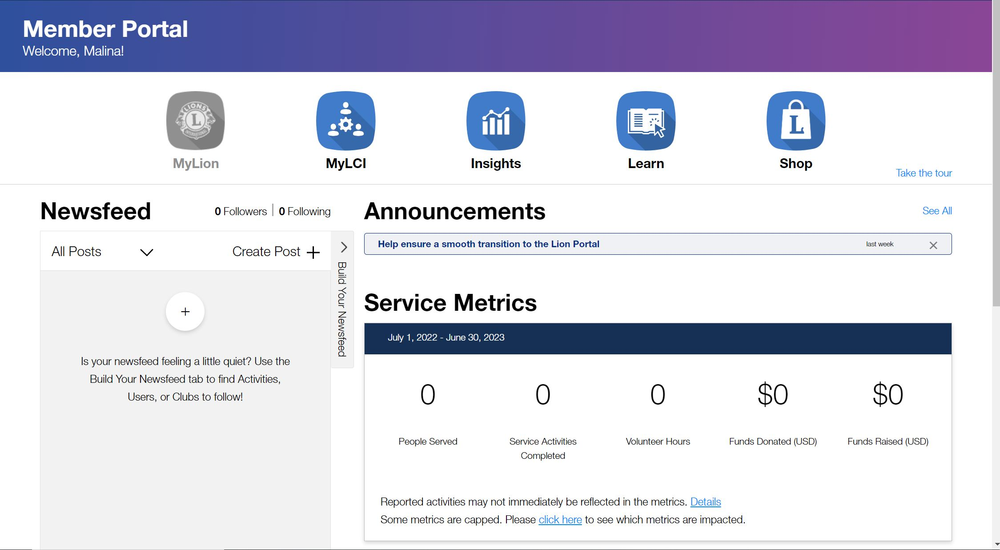 Member Portal
Welcome, Malina!
LIONS
L
INTERNATIONAL
MyLion
MyLCI
Insights
Learn
L
Shop
Take the tour
Newsfeed
0 Followers | 0 Following
All Posts
Create Post
Build Your Newsfeed
Is your newsfeed feeling a little quiet? Use the
Build Your Newsfeed tab to find Activities,
Users, or Clubs to follow!
Announcements
See All
Help ensure a smooth transition to the Lion Portal
last week
Service Metrics
July 1, 2022 - June 30, 2023
0
0
0
$0
$0
People Served
Service Activities
Completed
Volunteer Hours
Funds Donated (USD)
Funds Raised (USD)
Reported activities may not immediately be reflected in the metrics. Details
Some metrics are capped. Please click here to see which metrics are impacted.